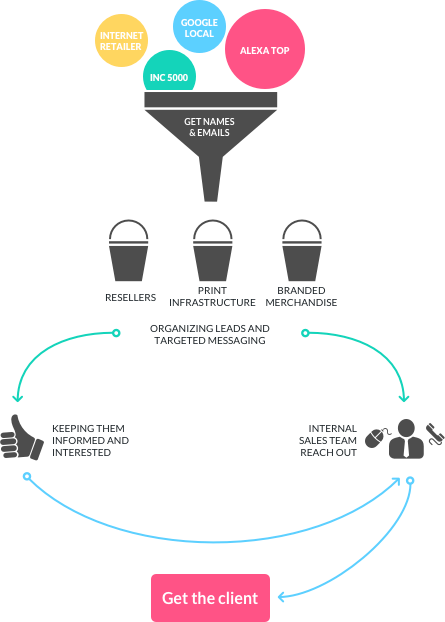 INTERNET
RETAILER
GOOGLE
LOCAL
ALEXA TOP
INC 5000
GET NAMES
& EMAILS
RESELLERS
PRINT
INFRASTRUCTURE
BRANDED
MERCHANDISE
ORGANIZING LEADS AND
TARGETED MESSAGING
KEEPING THEM
INFORMED AND
INTERESTED
INTERNAL
SALES TEAM
REACH OUT
Get the client